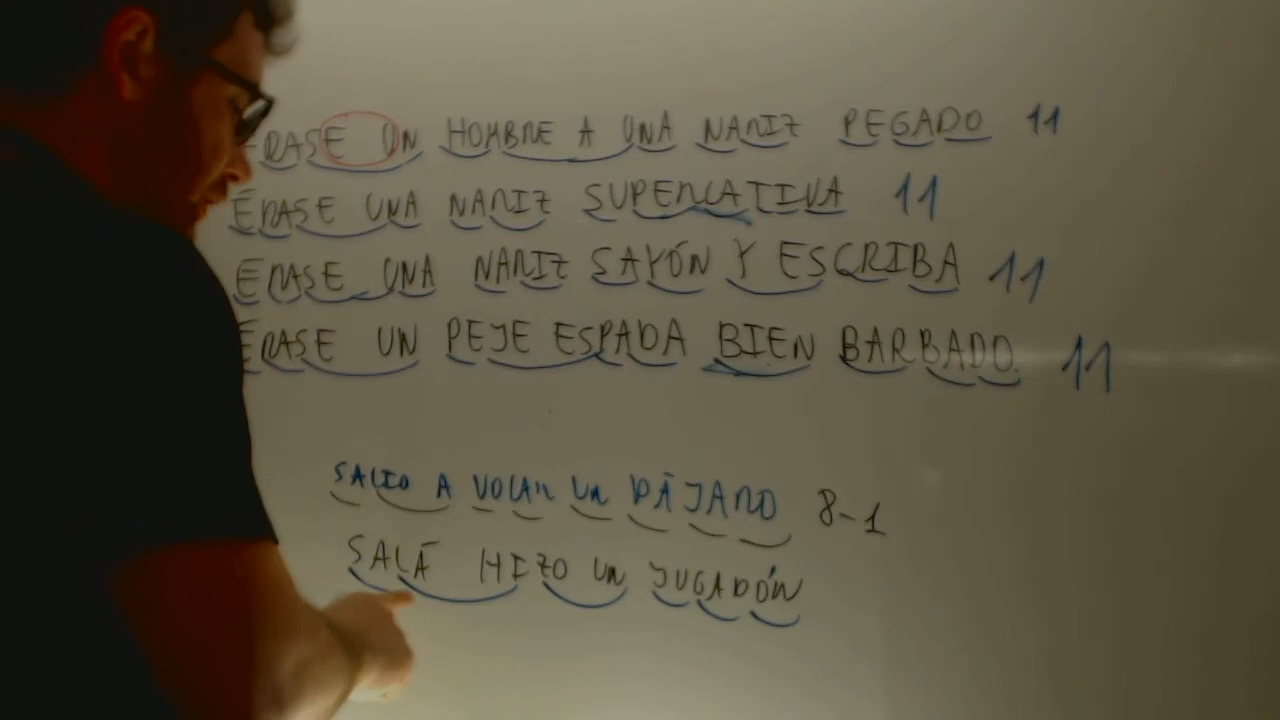 ÉRASE UN HOMBRE A UNA NARIZ PEGADO 11
ÉRASE UNA NARIZ SUPERLATIVA 11
ÉRASE UNA NARIZ SAYÓN Y ESCRIBA 11
ÉRASE UN PEJE ESPADA BIEN BARBADO. 11
SALIO A VOLAR UN PÁJARO 8-1
SALÁ HIZO UN JUGADÓN